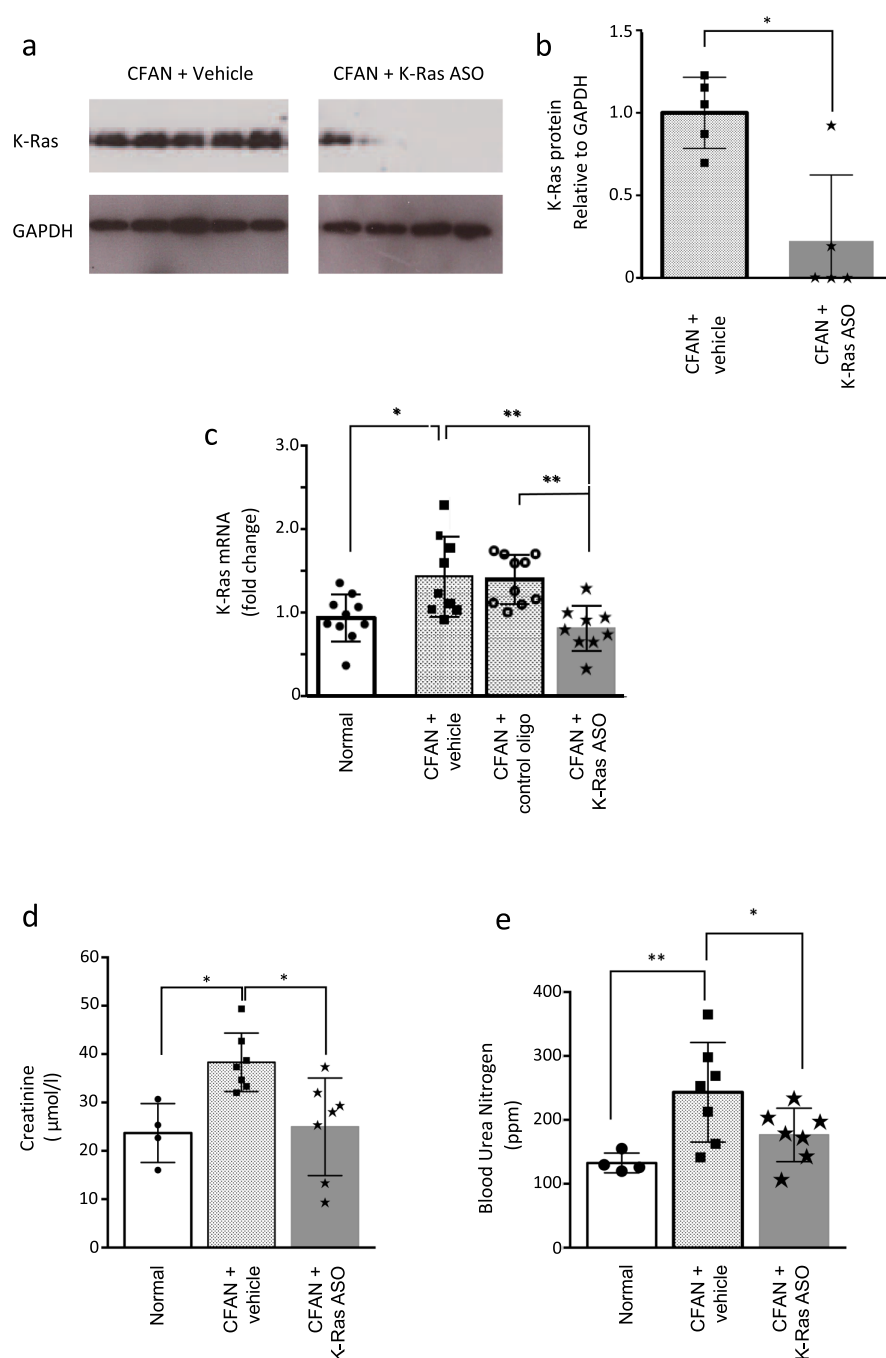 a
CFAN + Vehicle
CFAN + K-Ras ASO
K-Ras
GAPDH
b
K-Ras protein
Relative to GAPDH
1.5
1.0
0.5
0
*
CFAN +
vehicle
CFAN +
K-Ras ASO
c
K-Ras mRNA
(fold change)
3.0
2.0
1.0
0
*
**
**
Normal
CFAN +
vehicle
CFAN +
control oligo
CFAN +
K-Ras ASO
d
Creatinine
( µmol/l)
60
50
40
30
20
10
0
*
*
Normal
CFAN +
vehicle
CFAN +
K-Ras ASO
e
Blood Urea Nitrogen
(ppm)
400
300
200
100
0
**
*
Normal
CFAN +
vehicle
CFAN +
K-Ras ASO